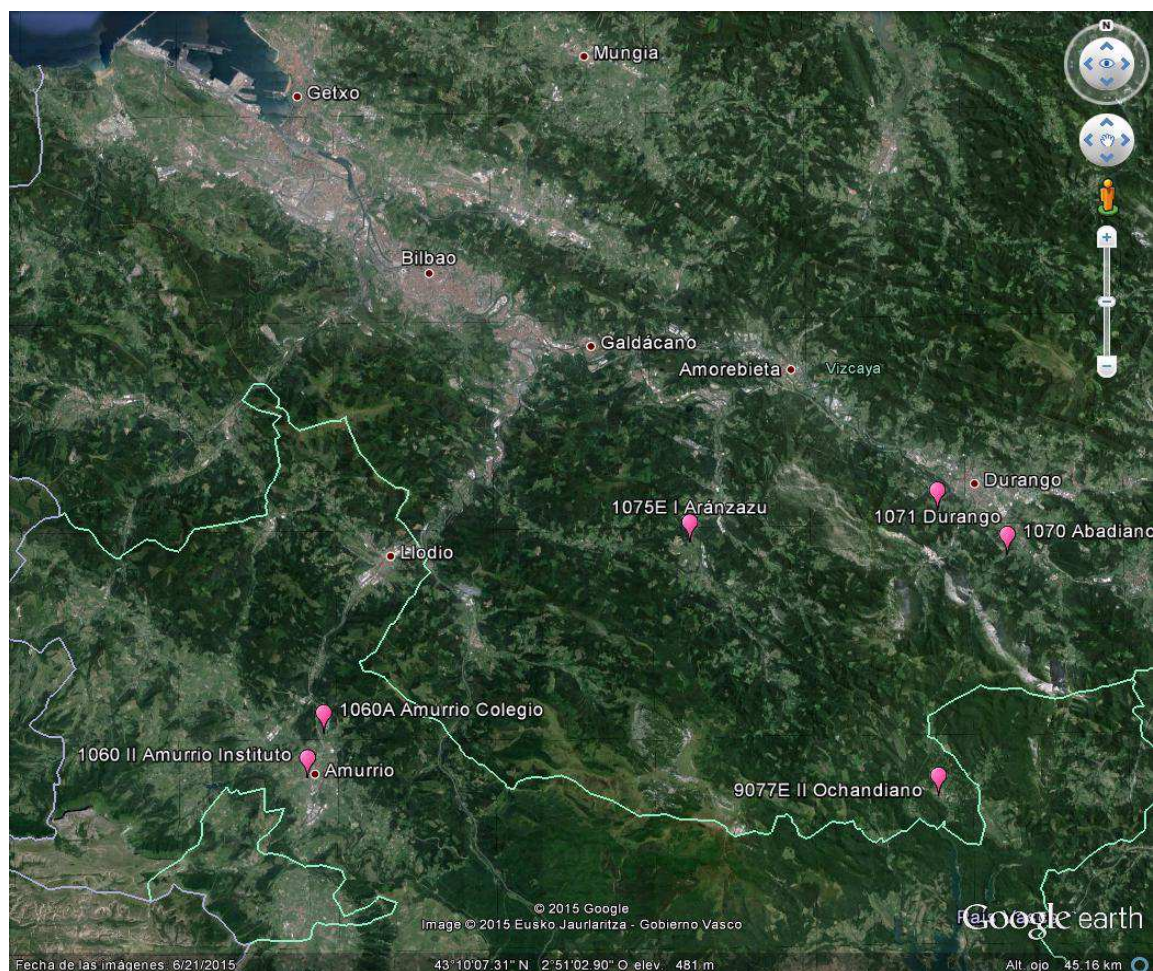 N
Mungia
Getxo
Bilbao
Galdácano
Amorebieta
Vizcaya
Durango
1075E I Aránzazu
1071 Durango
1070 Abadiano
Llodio
1060A Amurrio Colegio
1060 II Amurrio Instituto
Amurrio
9077E II Ochandiano
© 2015 Google
Image © 2015 Eusko Jaurlaritza - Gobierno Vasco
Google earth
Fecha de las imágenes: 6/21/2015
43°10'07.31" N 2°51'02.90" O elev. 481 m
Alt. ojo 45.16 km